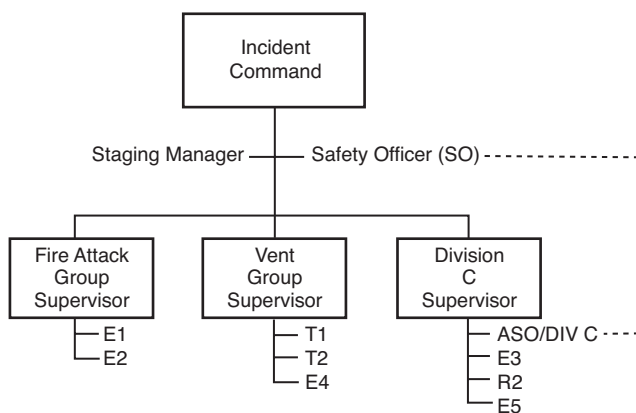 Incident
Command
Staging Manager
Safety Officer (SO)
Fire Attack
Group
Supervisor
E1
E2
Vent
Group
Supervisor
T1
T2
E4
Division
C
Supervisor
ASO/DIV C
E3
R2
E5